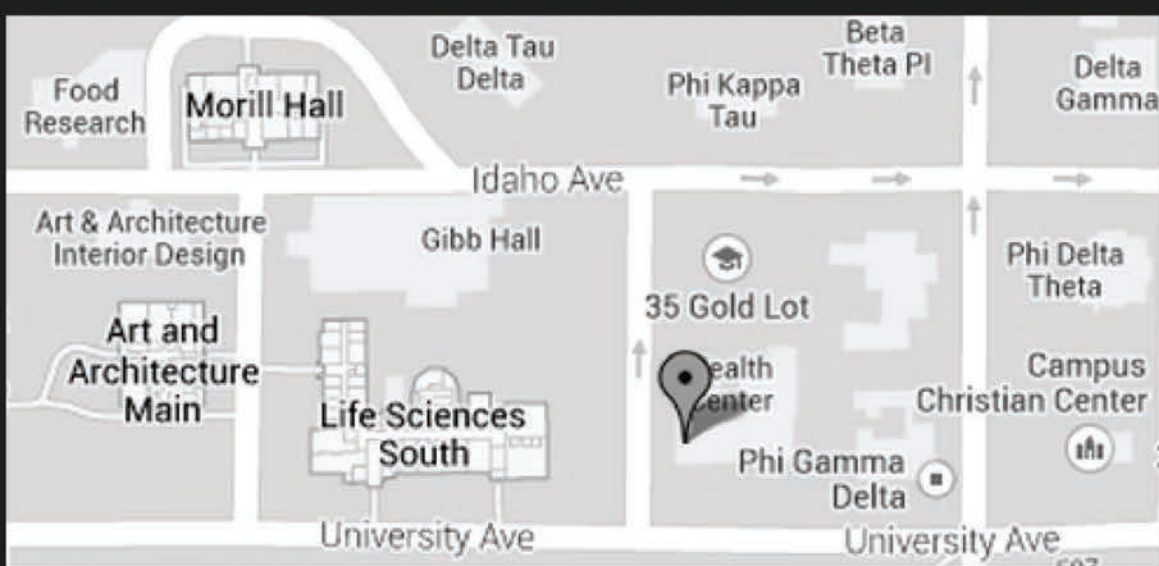 Delta Tau
Delta
Beta
Theta PI
Phi Kappa
Tau
Delta
Gamma
Food
Research
Morill Hall
Idaho Ave
Art & Architecture
Interior Design
Gibb Hall
35 Gold Lot
Phi Delta
Theta
Art and
Architecture
Main
Life Sciences
South
ealth
enter
Campus
Christian Center
Phi Gamma
Delta
University Ave
University Ave